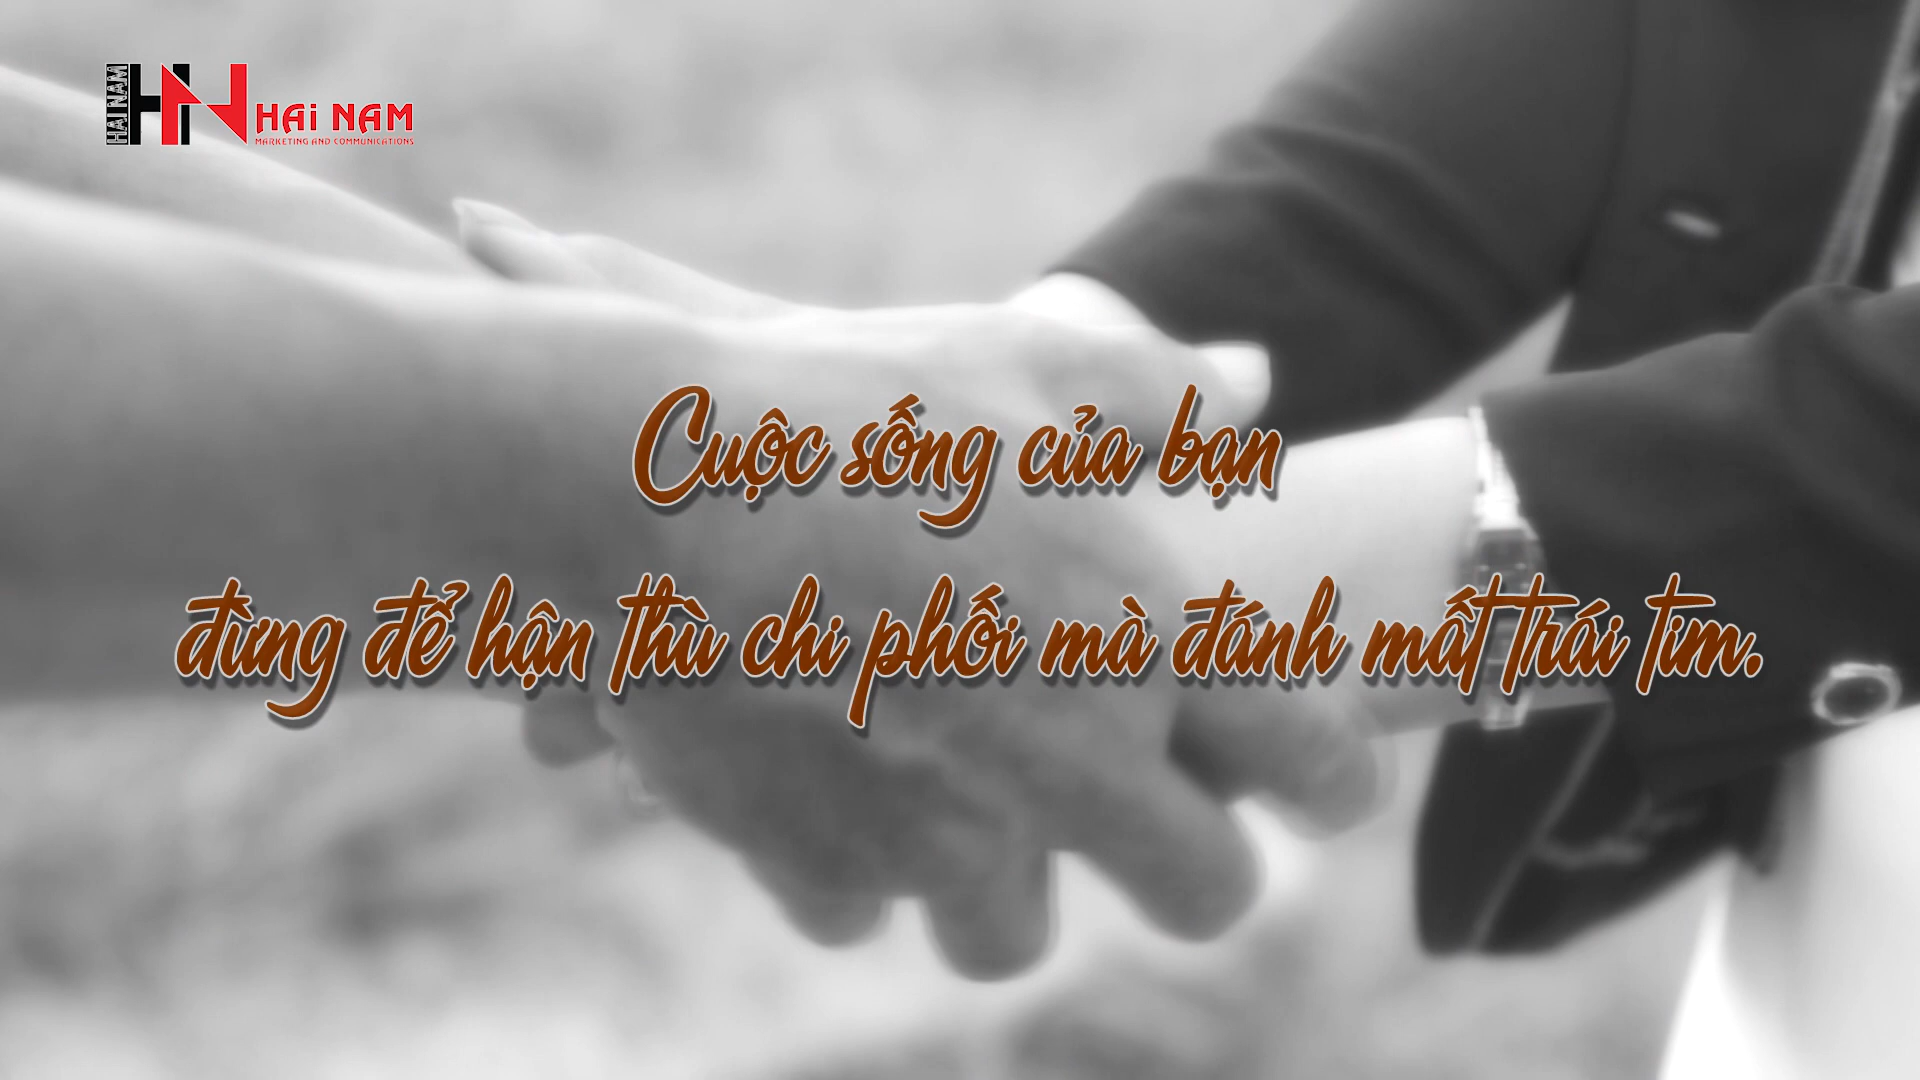 HAI NAM
HN
HAi NAM
MARKETING AND COMMUNICATIONS
Cuộc sống của bạn
đừng để hận thù chi phối mà đánh mất trái tim.